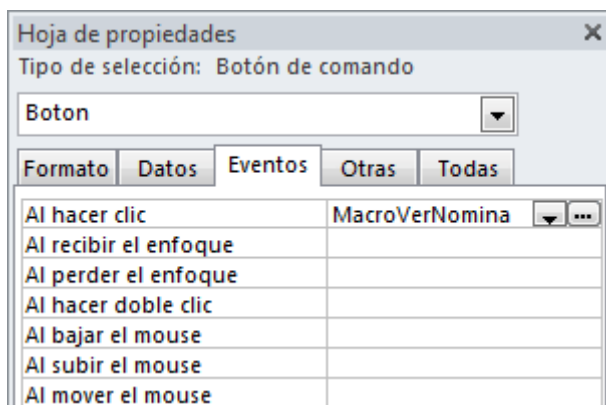 Hoja de propiedades
Tipo de selección: Botón de comando
Boton
Formato Datos Eventos Otras Todas
Al hacer clic MacroVerNomina
Al recibir el enfoque
Al perder el enfoque
Al hacer doble clic
Al bajar el mouse
Al subir el mouse
Al mover el mouse